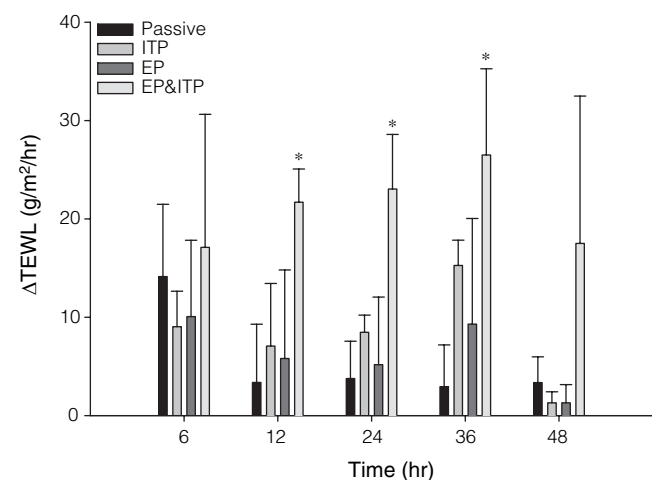 40
30
20
10
0
ΔTEWL (g/m²/hr)
Passive
ITP
EP
EP&ITP
*
*
*
6 12 24 36 48
Time (hr)